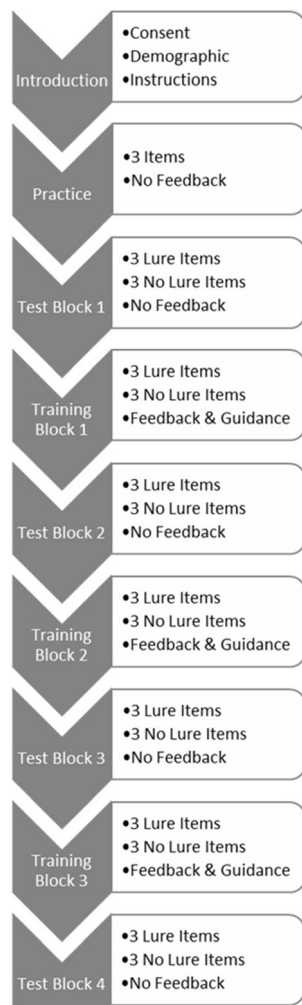 Introduction
•Consent
•Demographic
•Instructions
Practice
•3 Items
•No Feedback
Test Block 1
•3 Lure Items
•3 No Lure Items
•No Feedback
Training
Block 1
•3 Lure Items
•3 No Lure Items
•Feedback & Guidance
Test Block 2
•3 Lure Items
•3 No Lure Items
•No Feedback
Training
Block 2
•3 Lure Items
•3 No Lure Items
•Feedback & Guidance
Test Block 3
•3 Lure Items
•3 No Lure Items
•No Feedback
Training
Block 3
•3 Lure Items
•3 No Lure Items
•Feedback & Guidance
Test Block 4
•3 Lure Items
•3 No Lure Items
•No Feedback